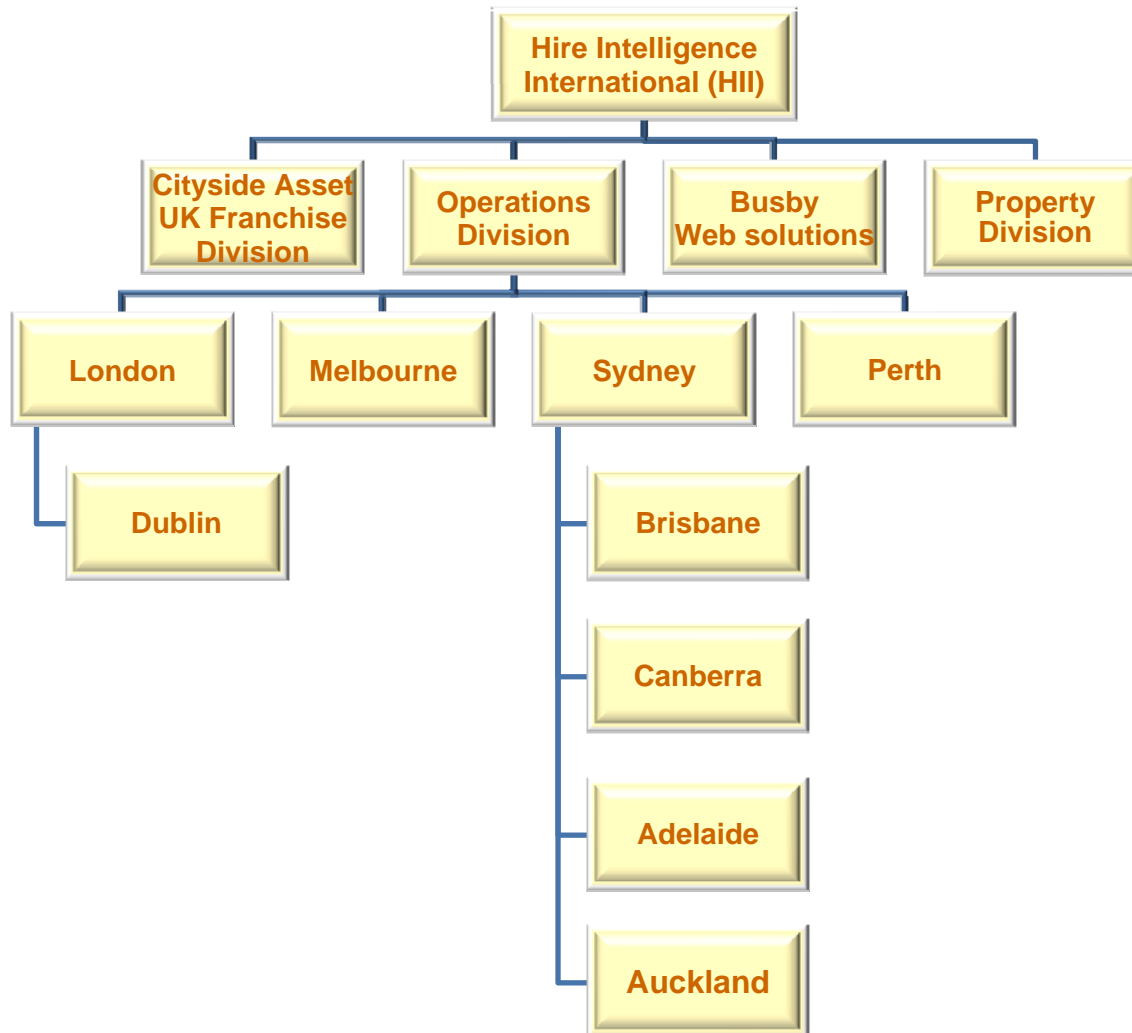 Hire Intelligence
International (HII)
Cityside Asset
UK Franchise
Division
Operations
Division
Busby
Web solutions
Property
Division
London
Melbourne
Sydney
Perth
Dublin
Brisbane
Canberra
Adelaide
Auckland